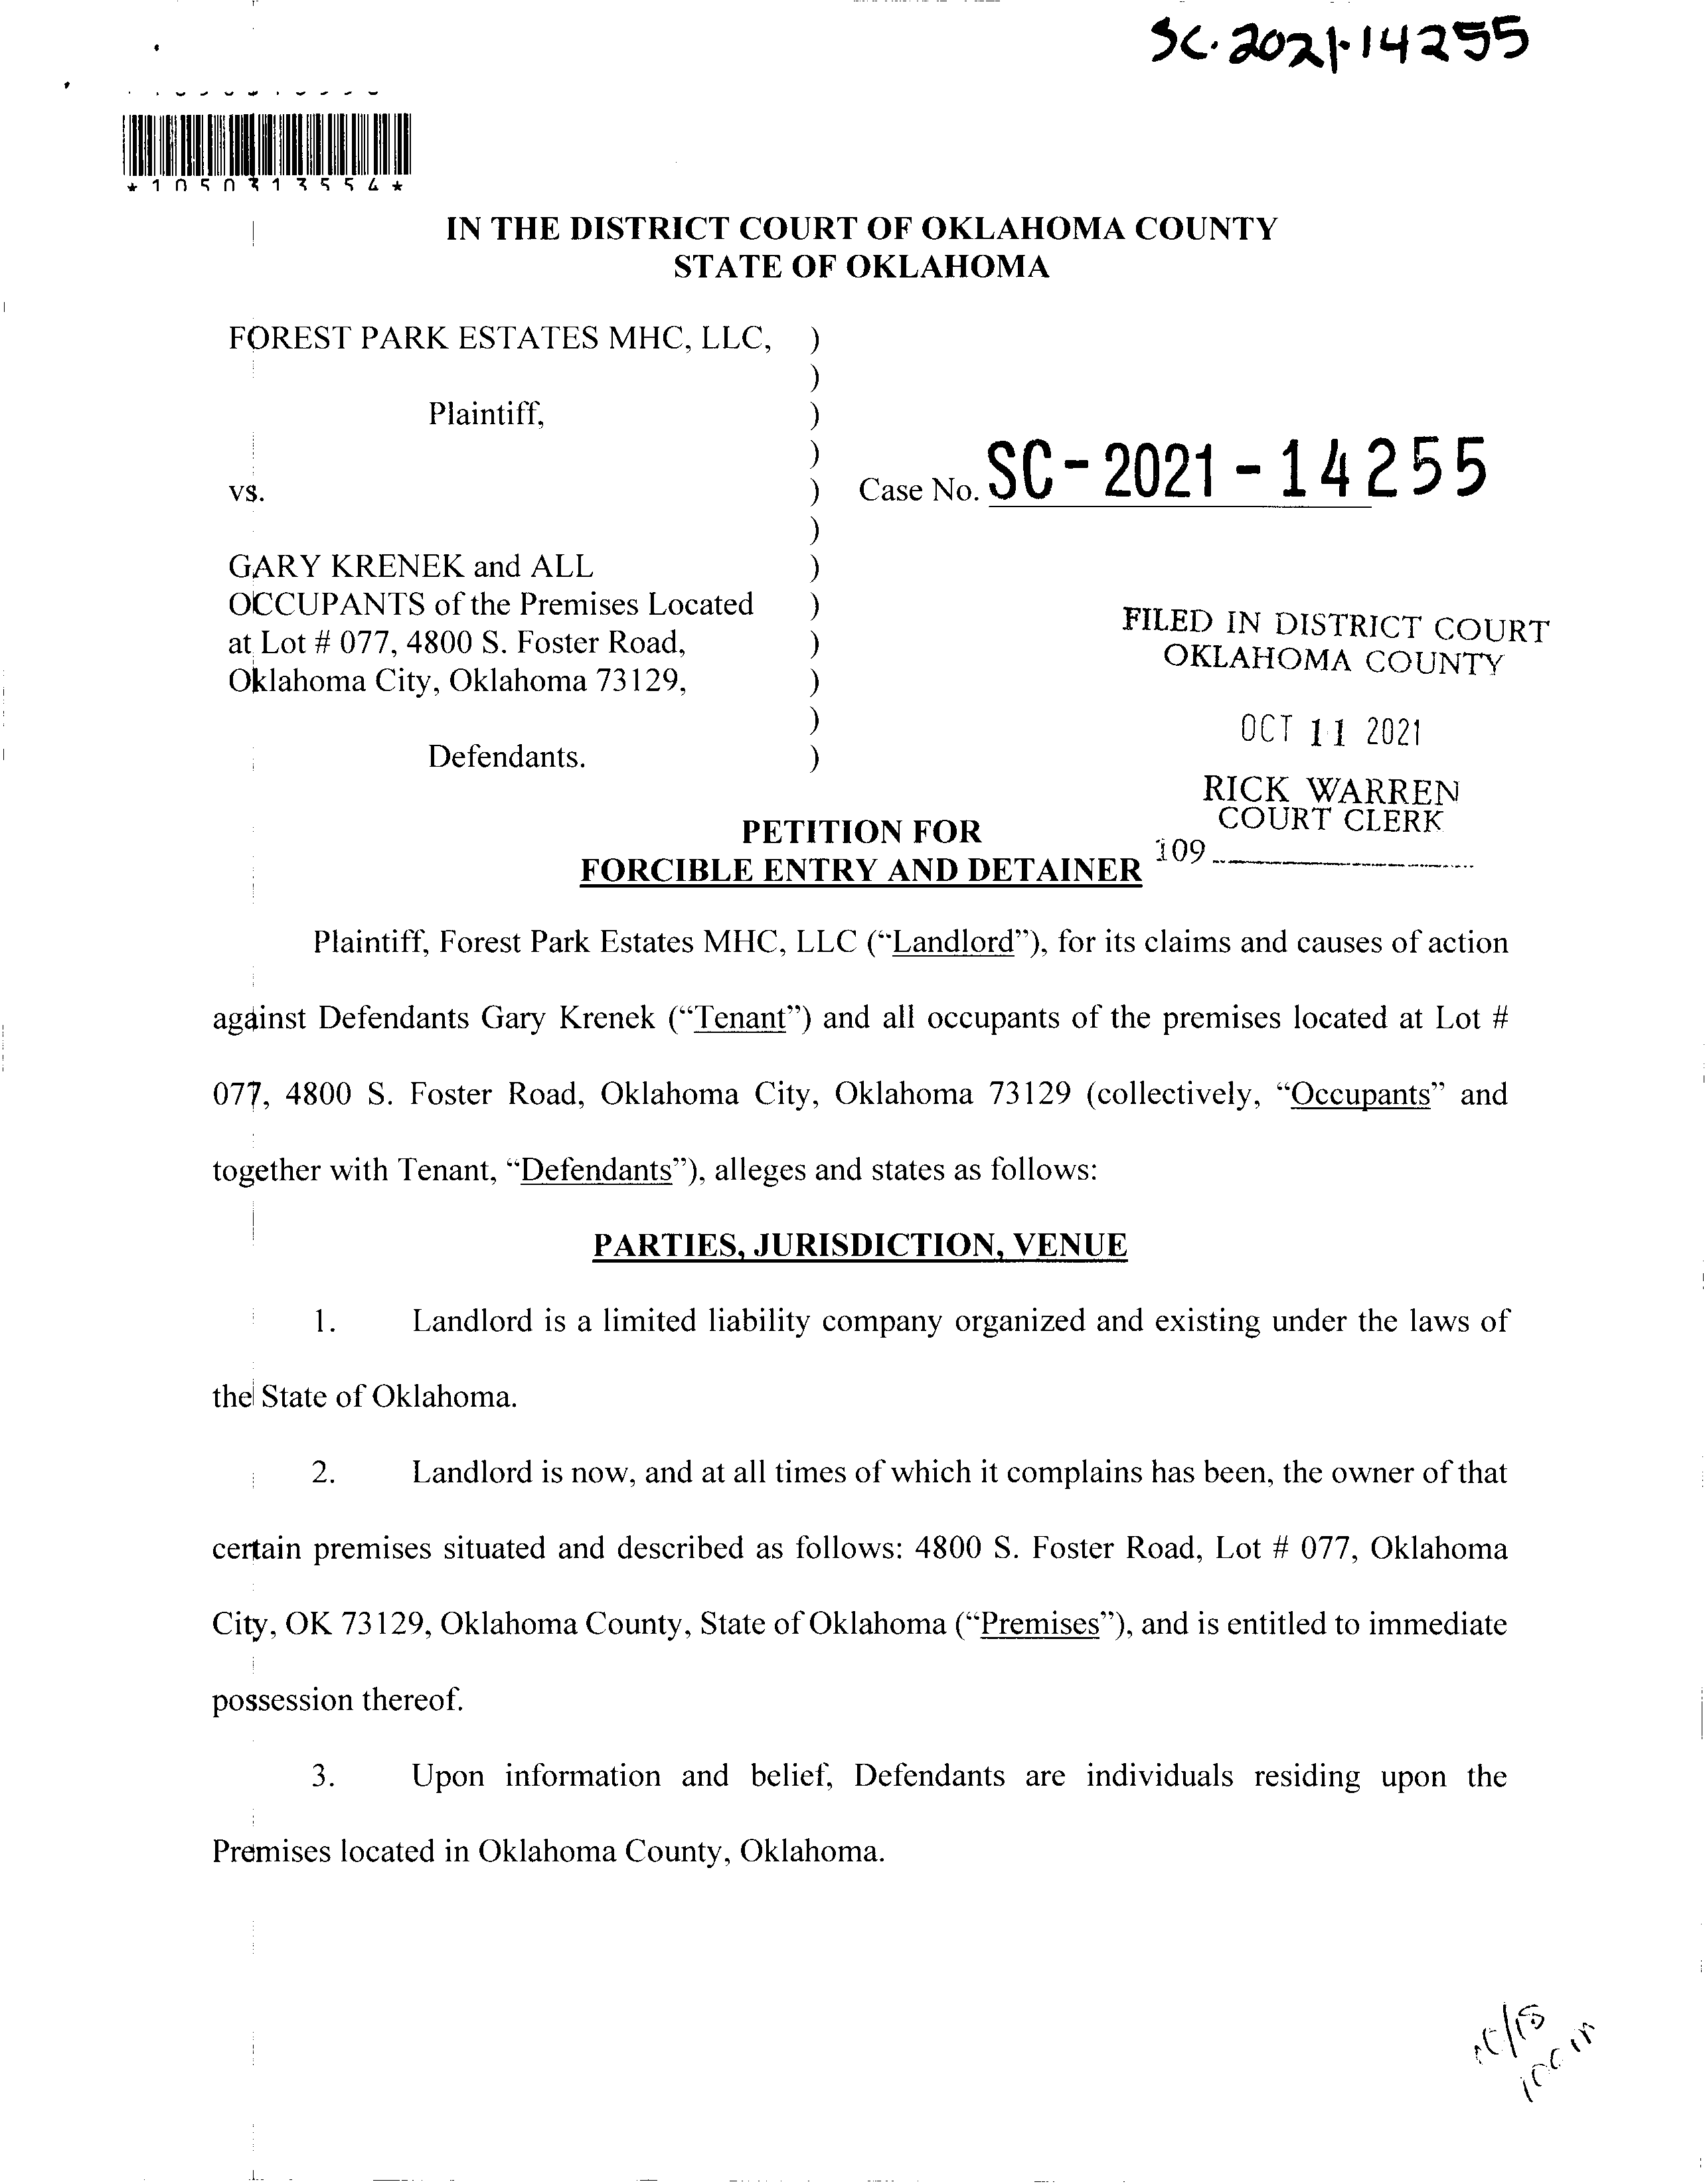 SC-2021-14255
*1050313554*
IN THE DISTRICT COURT OF OKLAHOMA COUNTY
STATE OF OKLAHOMA
FOREST PARK ESTATES MHC, LLC, )
)
Plaintiff, )
)
vs. ) Case No. SC-2021-14255
)
GARY KRENEK and ALL )
OCCUPANTS of the Premises Located )
at Lot # 077, 4800 S. Foster Road, )
Oklahoma City, Oklahoma 73129, )
)
Defendants. )
FILED IN DISTRICT COURT
OKLAHOMA COUNTY
OCT 11 2021
RICK WARREN
COURT CLERK
109
PETITION FOR
FORCIBLE ENTRY AND DETAINER
Plaintiff, Forest Park Estates MHC, LLC (“Landlord”), for its claims and causes of action
against Defendants Gary Krenek (“Tenant”) and all occupants of the premises located at Lot #
077, 4800 S. Foster Road, Oklahoma City, Oklahoma 73129 (collectively, “Occupants” and
together with Tenant, “Defendants”), alleges and states as follows:
PARTIES, JURISDICTION, VENUE
1. Landlord is a limited liability company organized and existing under the laws of
the State of Oklahoma.
2. Landlord is now, and at all times of which it complains has been, the owner of that
certain premises situated and described as follows: 4800 S. Foster Road, Lot # 077, Oklahoma
City, OK 73129, Oklahoma County, State of Oklahoma (“Premises”), and is entitled to immediate
possession thereof.
3. Upon information and belief, Defendants are individuals residing upon the
Premises located in Oklahoma County, Oklahoma.